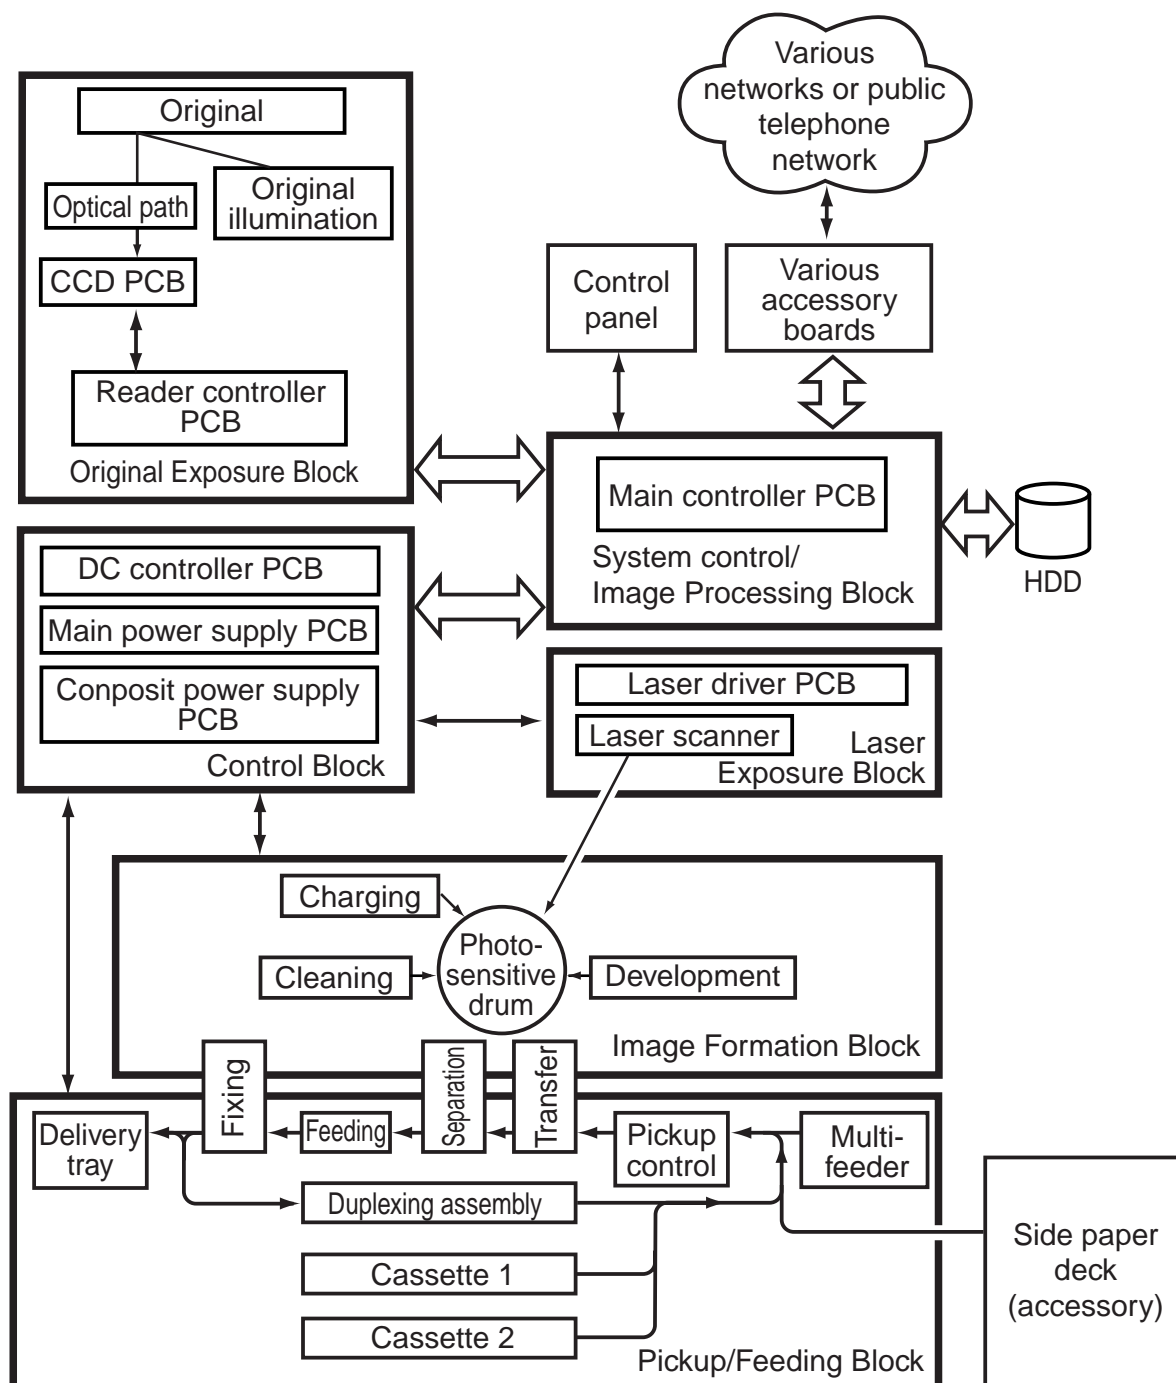 Various
networks or public
telephone
network
Original
Original
illumination
Optical path
CCD PCB
Reader controller
PCB
Original Exposure Block
Control
panel
Various
accessory
boards
Main controller PCB
System control/
Image Processing Block
HDD
DC controller PCB
Main power supply PCB
Conposit power supply
PCB
Control Block
Laser driver PCB
Laser scanner
Laser
Exposure Block
Charging
Cleaning
Photo-
sensitive
drum
Development
Image Formation Block
Fixing
Separation
Transfer
Delivery
tray
Feeding
Pickup
control
Multi-
feeder
Duplexing assembly
Cassette 1
Cassette 2
Pickup/Feeding Block
Side paper
deck
(accessory)